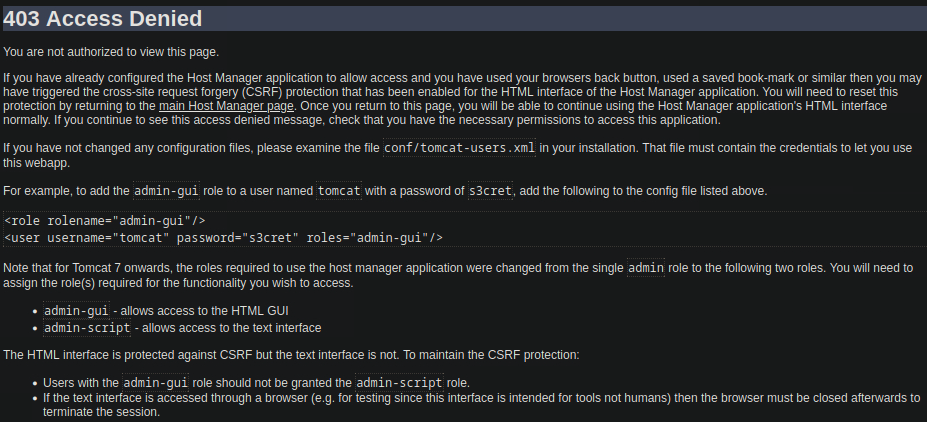 403 Access Denied
You are not authorized to view this page.
If you have already configured the Host Manager application to allow access and you have used your browsers back button, used a saved book-mark or similar then you may
have triggered the cross-site request forgery (CSRF) protection that has been enabled for the HTML interface of the Host Manager application. You will need to reset this
protection by returning to the main Host Manager page. Once you return to this page, you will be able to continue using the Host Manager application's HTML interface
normally. If you continue to see this access denied message, check that you have the necessary permissions to access this application.
If you have not changed any configuration files, please examine the file conf/tomcat-users.xml in your installation. That file must contain the credentials to let you use
this webapp.
For example, to add the admin-gui role to a user named tomcat with a password of s3cret, add the following to the config file listed above.
<role rolename="admin-gui"/>
<user username="tomcat" password="s3cret" roles="admin-gui"/>
Note that for Tomcat 7 onwards, the roles required to use the host manager application were changed from the single admin role to the following two roles. You will need to
assign the role(s) required for the functionality you wish to access.
• admin-gui - allows access to the HTML GUI
• admin-script - allows access to the text interface
The HTML interface is protected against CSRF but the text interface is not. To maintain the CSRF protection:
• Users with the admin-gui role should not be granted the admin-script role.
• If the text interface is accessed through a browser (e.g. for testing since this interface is intended for tools not humans) then the browser must be closed afterwards to
terminate the session.